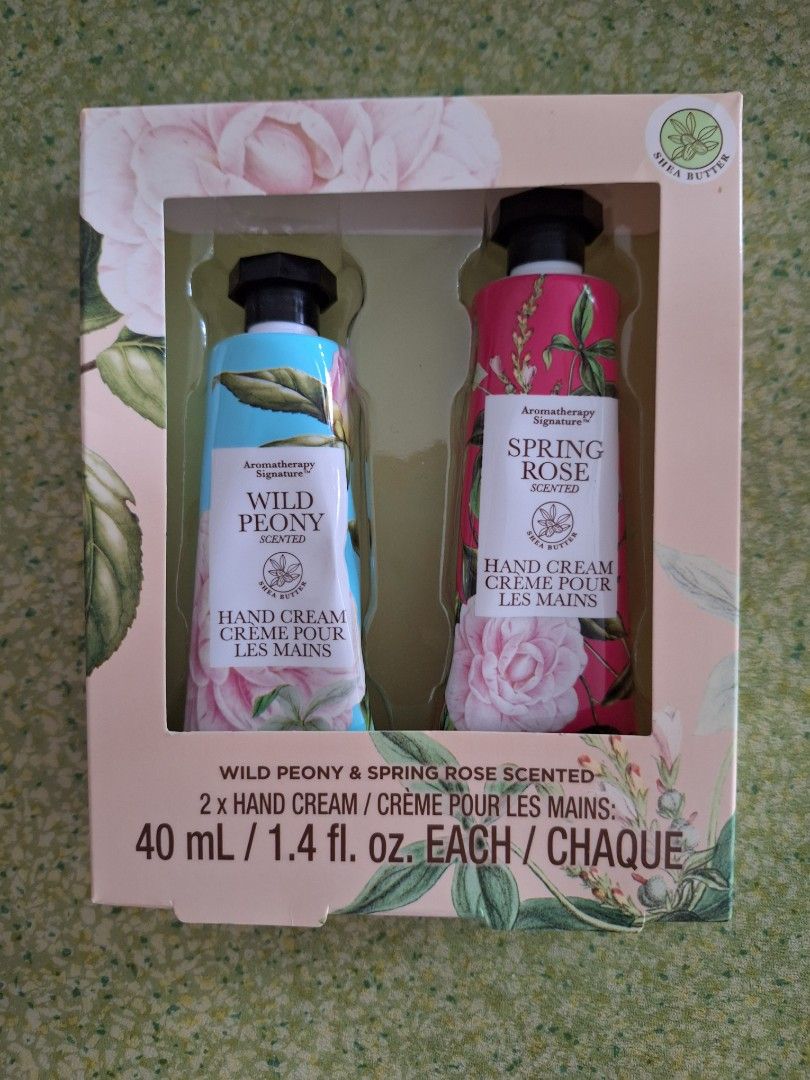 SHEA BUTTER
Aromatherapy
Signature™
WILD
PEONY
SCENTED
SHEA BUTTER
HAND CREAM
CRÈME POUR
LES MAINS
Aromatherapy
Signature™
SPRING
ROSE
SCENTED
SHEA BUTTER
HAND CREAM
CRÈME POUR
LES MAINS
WILD PEONY & SPRING ROSE SCENTED
2 x HAND CREAM / CRÈME POUR LES MAINS:
40 mL / 1.4 fl. oz. EACH / CHAQUE